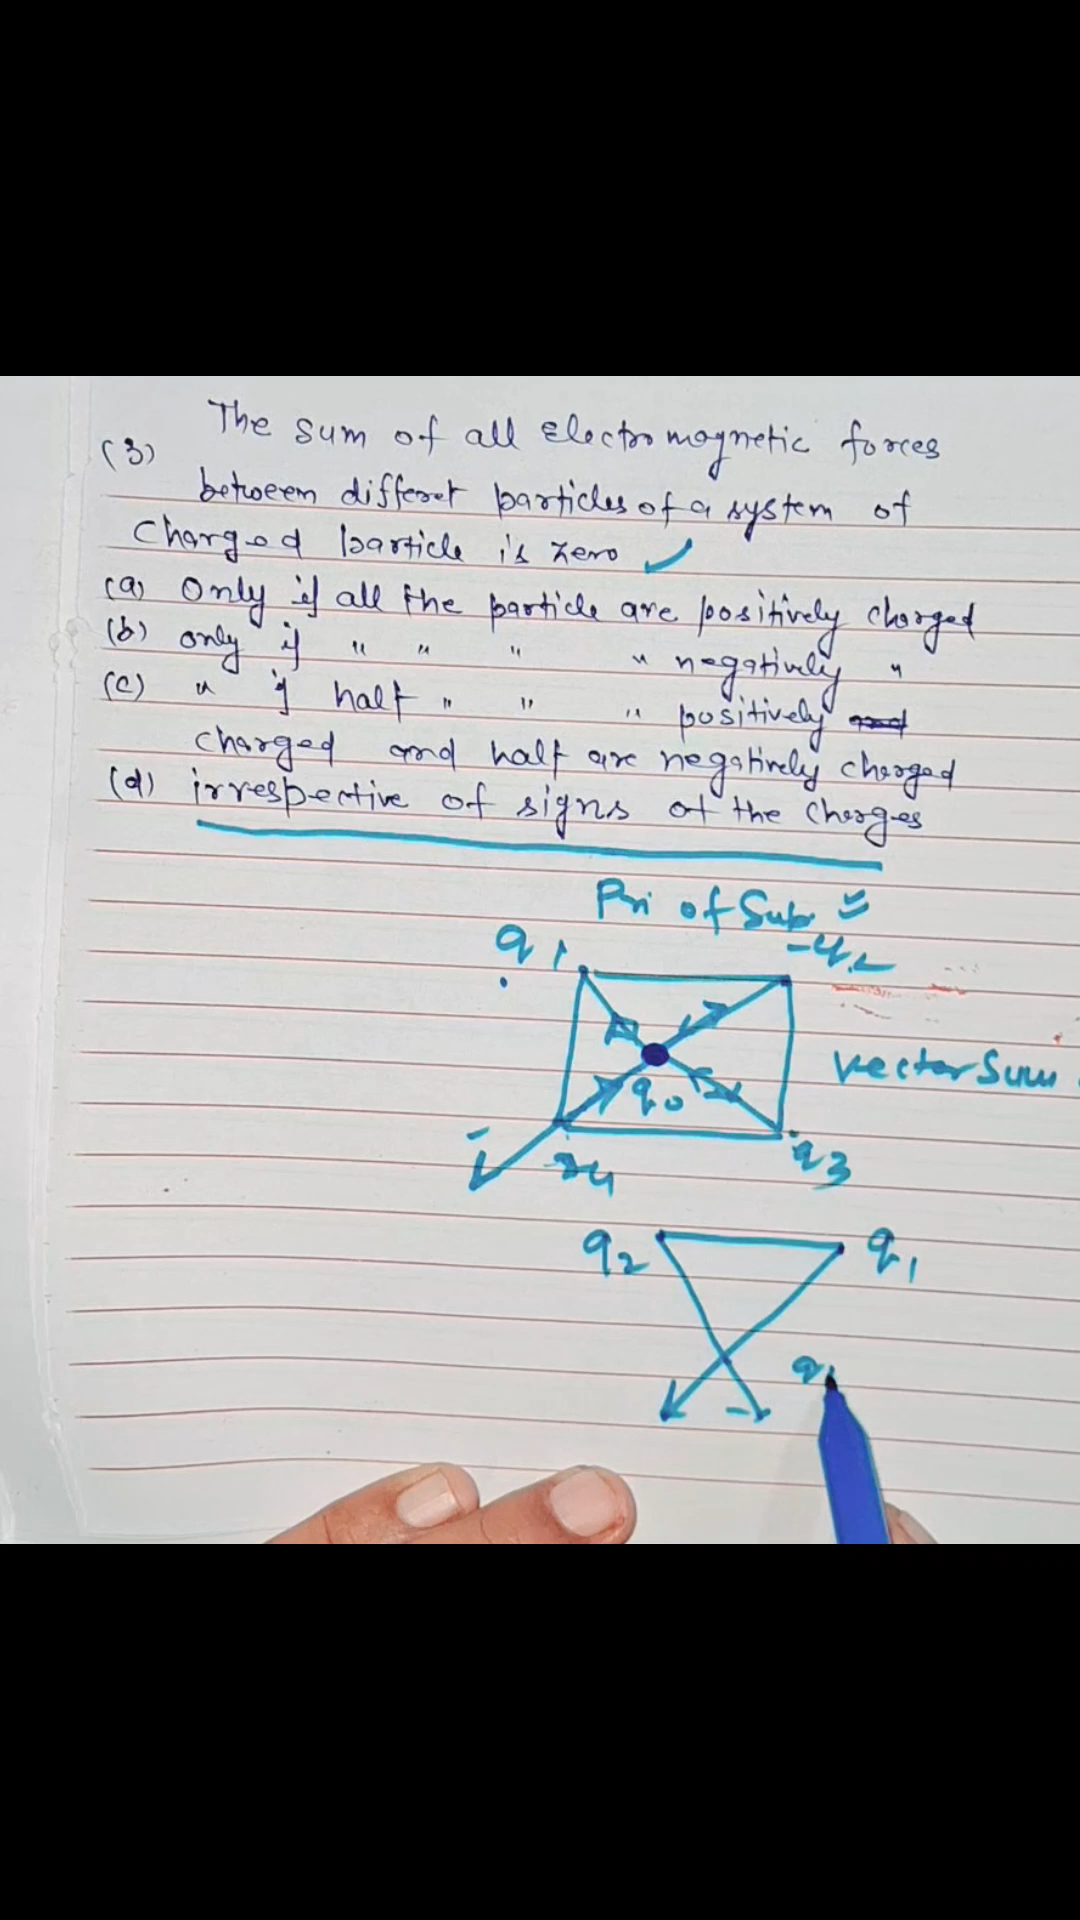 The sum of all Electromagnetic forces
(3)
between differet particles of a system of
Charged particle is zero
(a) Only if all the particle are positively charged
(b) only if " " " " negatively "
(c) " if half " " " positively
charged and half are negatively charged
(d) irrespective of signs of the charges
Pri of Sub
q1
vector Sum
q0
q3
q2 q1